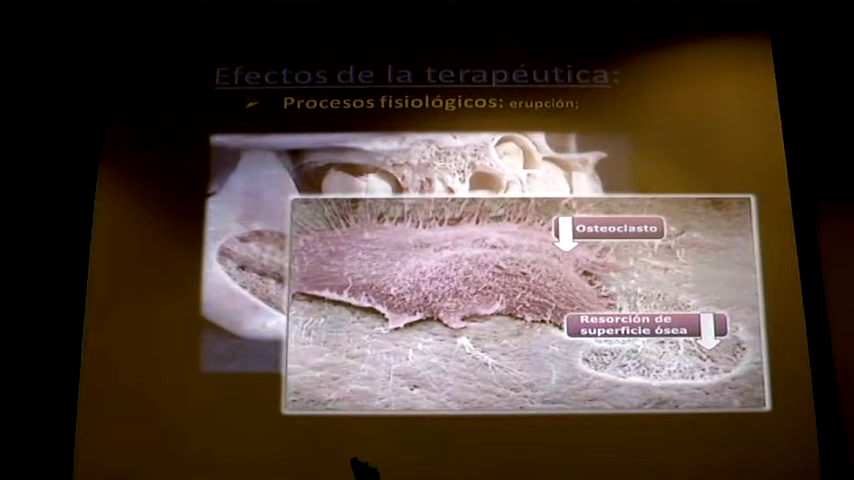 Efectos de la terapéutica:
Procesos fisiológicos: erupción;
Osteoclasto
Resorción de
superficie ósea